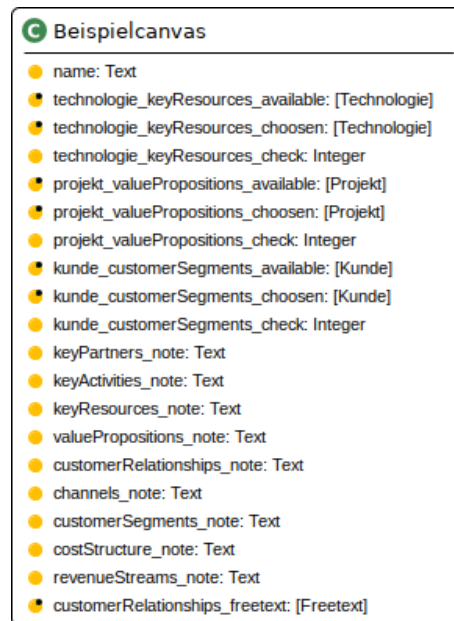 C Beispielcanvas
name: Text
technologie_keyResources_available: [Technologie]
technologie_keyResources_choosen: [Technologie]
technologie_keyResources_check: Integer
projekt_valuePropositions_available: [Projekt]
projekt_valuePropositions_choosen: [Projekt]
projekt_valuePropositions_check: Integer
kunde_customerSegments_available: [Kunde]
kunde_customerSegments_choosen: [Kunde]
kunde_customerSegments_check: Integer
keyPartners_note: Text
keyActivities_note: Text
keyResources_note: Text
valuePropositions_note: Text
customerRelationships_note: Text
channels_note: Text
customerSegments_note: Text
costStructure_note: Text
revenueStreams_note: Text
customerRelationships_freetext: [Freetext]